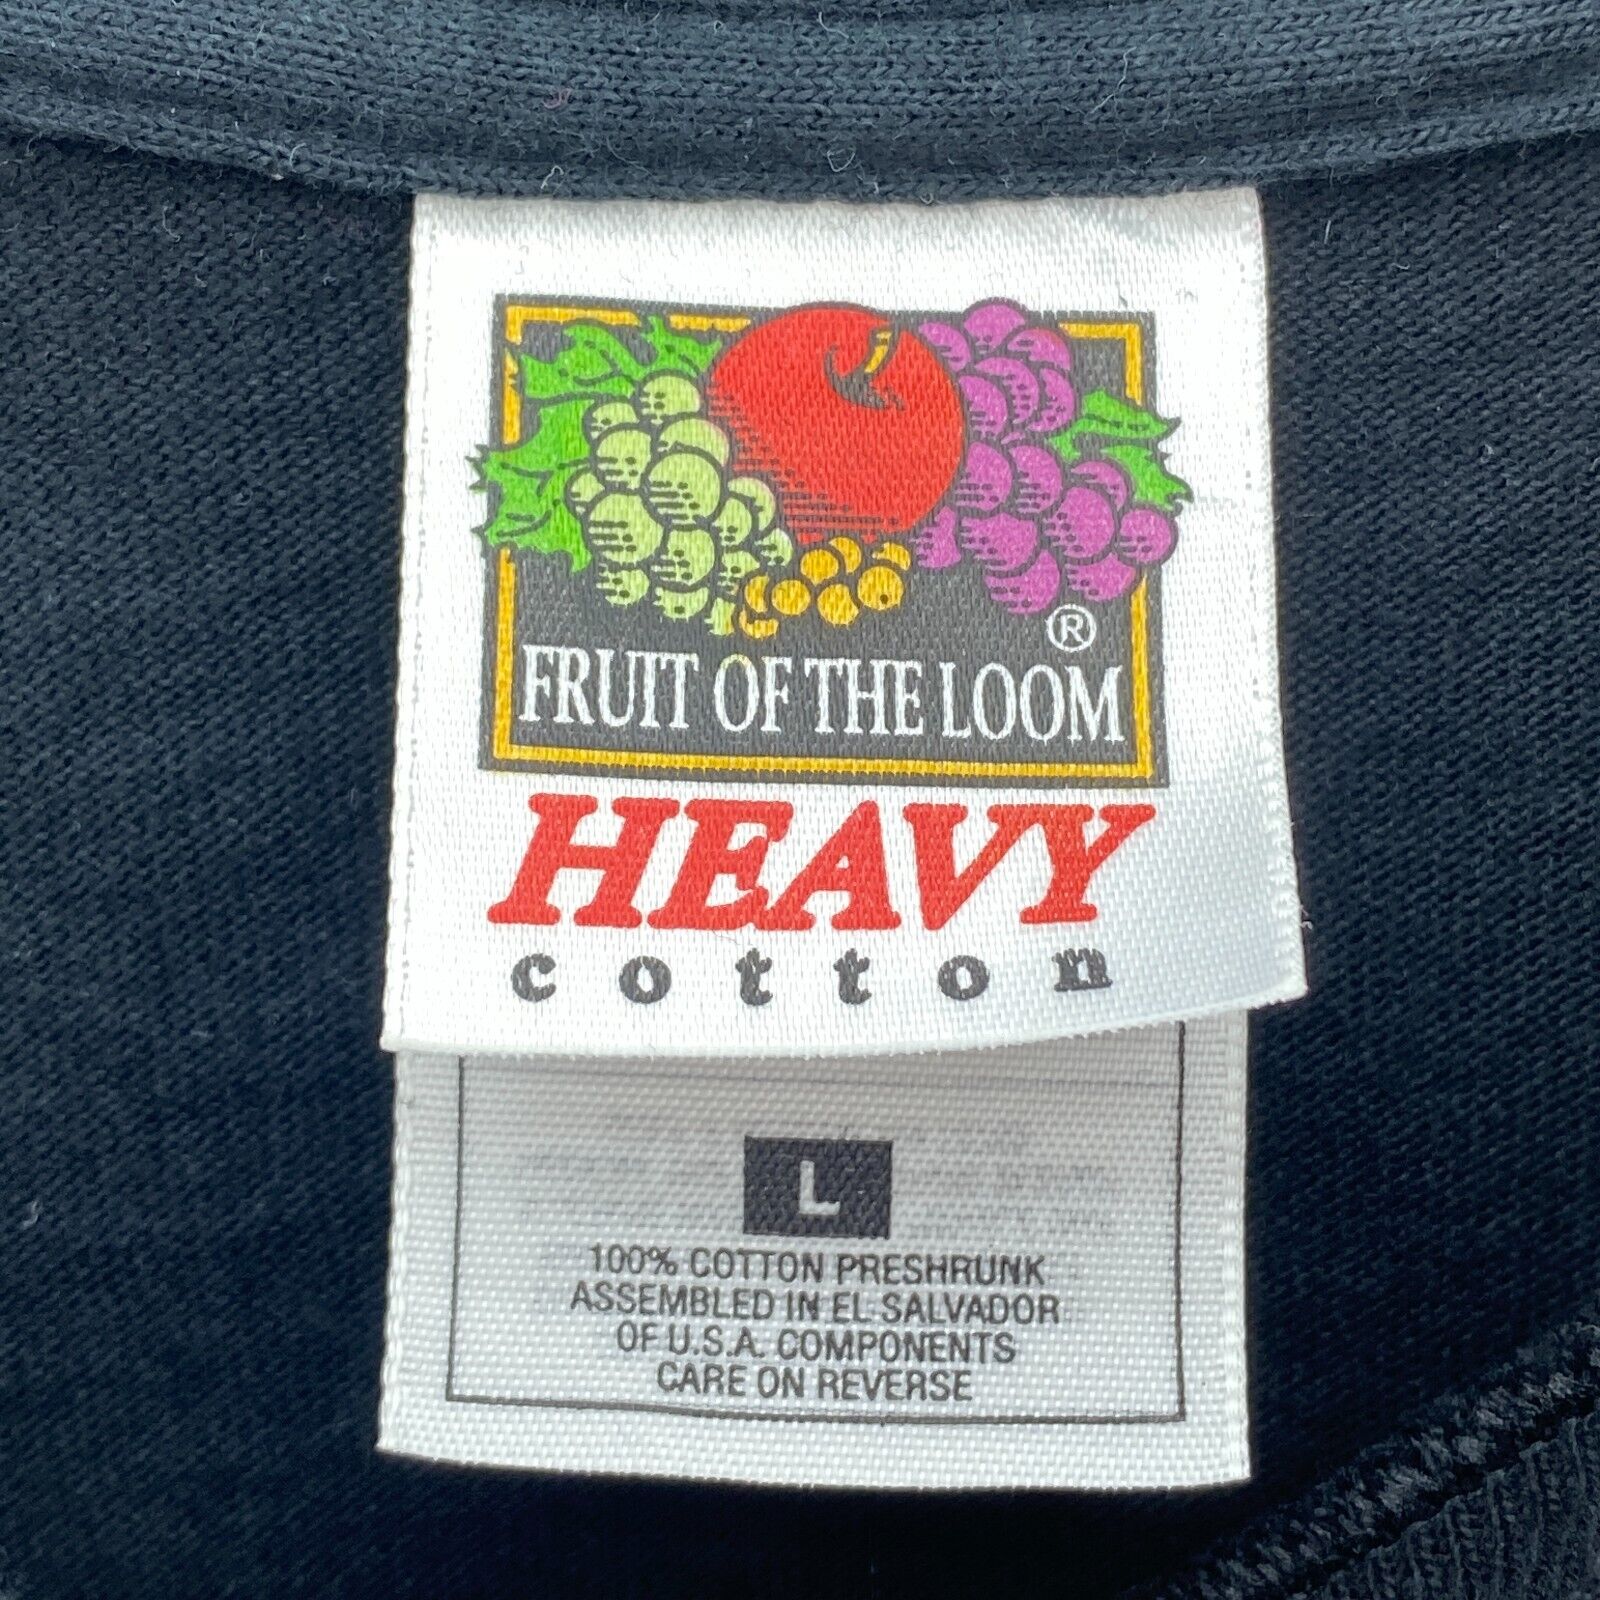 ®
FRUIT OF THE LOOM
HEAVY
cotton
L
100% COTTON PRESHRUNK
ASSEMBLED IN EL SALVADOR
OF U.S.A. COMPONENTS
CARE ON REVERSE